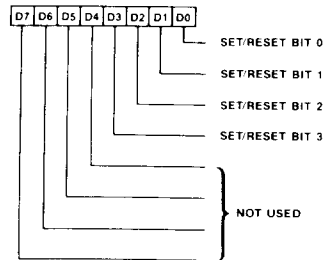 D7 D6 D5 D4 D3 D2 D1 D0
SET/RESET BIT 0
SET/RESET BIT 1
SET/RESET BIT 2
SET/RESET BIT 3
NOT USED